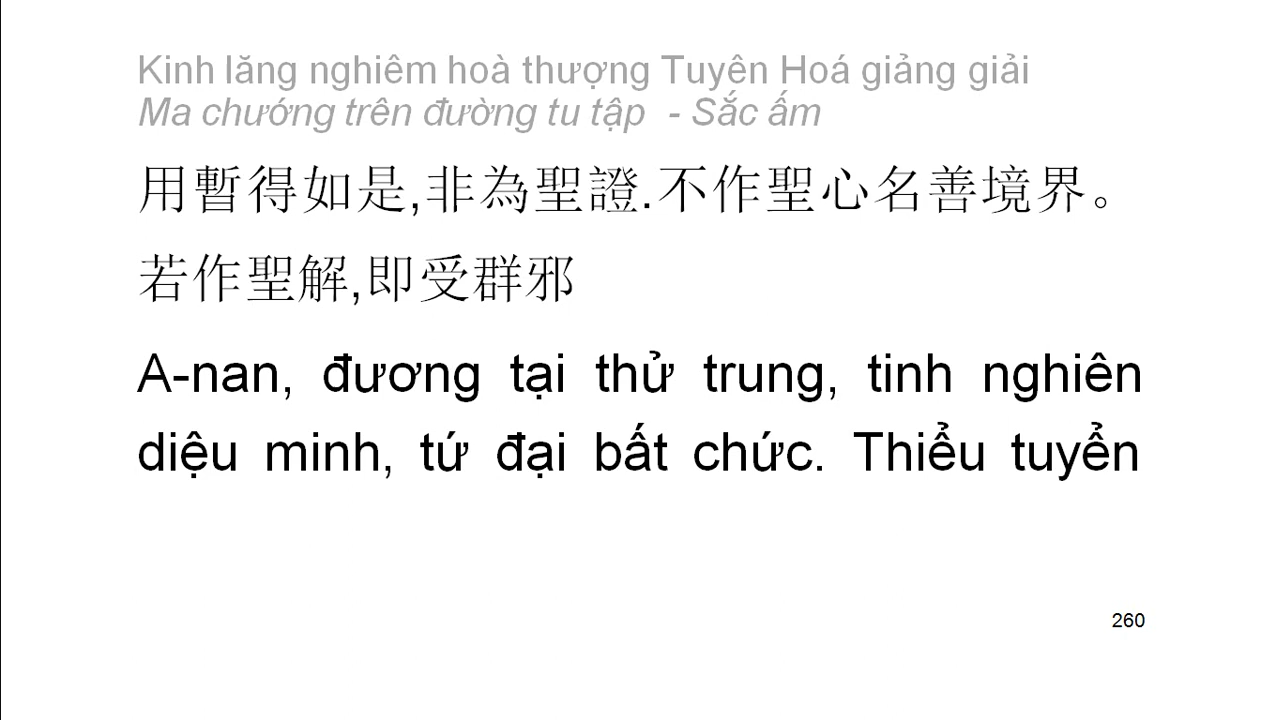 Kinh lăng nghiêm hoà thượng Tuyên Hoá giảng giải
Ma chướng trên đường tu tập - Sắc ấm
用暫得如是,非為聖證.不作聖心名善境界。
若作聖解,即受群邪
A-nan, đương tại thử trung, tinh nghiên
diệu minh, tứ đại bất chức. Thiểu tuyển
260